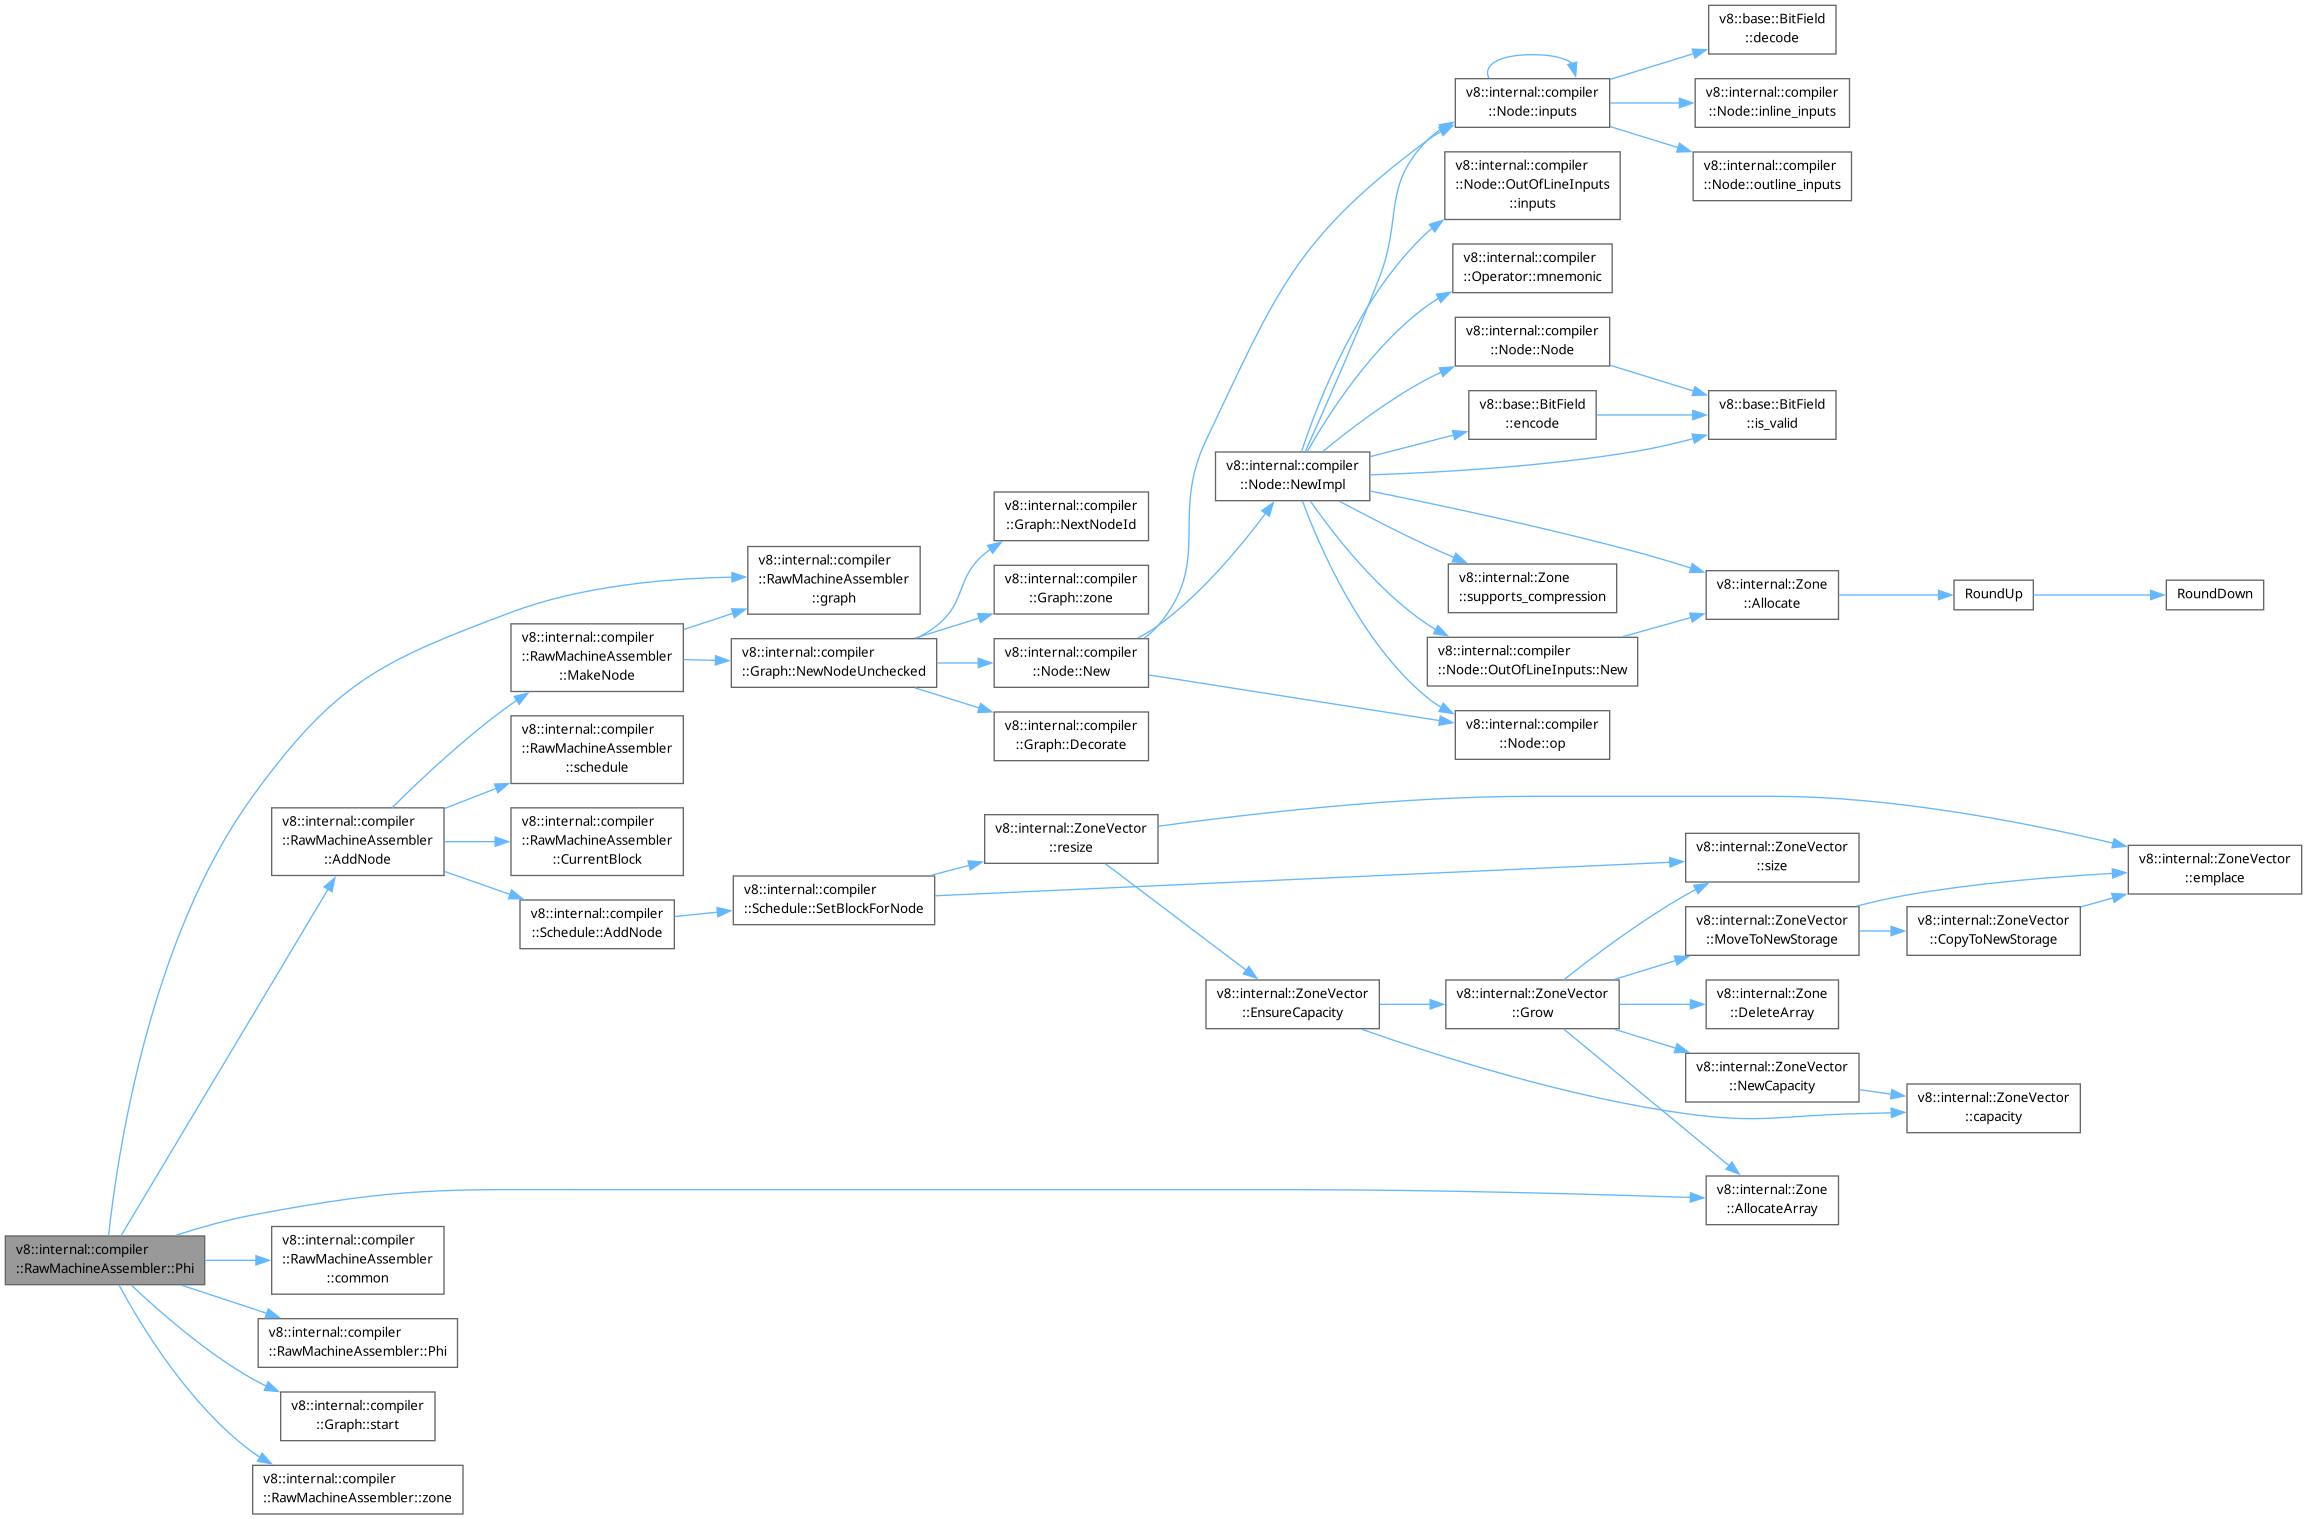 v8::base::BitField
::decode
v8::internal::compiler
::Node::inputs
v8::internal::compiler
::Node::inline_inputs
v8::internal::compiler
::Node::outline_inputs
v8::internal::compiler
::Node::OutOfLineInputs
::inputs
v8::internal::compiler
::Operator::mnemonic
v8::internal::compiler
::Node::Node
v8::base::BitField
::encode
v8::base::BitField
::is_valid
v8::internal::compiler
::Node::NewImpl
v8::internal::compiler
::Graph::NextNodeId
v8::internal::compiler
::RawMachineAssembler
::graph
v8::internal::compiler
::Graph::zone
v8::internal::Zone
::supports_compression
v8::internal::Zone
::Allocate
RoundUp
RoundDown
v8::internal::compiler
::RawMachineAssembler
::MakeNode
v8::internal::compiler
::Graph::NewNodeUnchecked
v8::internal::compiler
::Node::New
v8::internal::compiler
::Node::OutOfLineInputs::New
v8::internal::compiler
::RawMachineAssembler
::schedule
v8::internal::compiler
::Graph::Decorate
v8::internal::compiler
::Node::op
v8::internal::compiler
::RawMachineAssembler
::AddNode
v8::internal::compiler
::RawMachineAssembler
::CurrentBlock
v8::internal::ZoneVector
::resize
v8::internal::ZoneVector
::size
v8::internal::ZoneVector
::emplace
v8::internal::compiler
::Schedule::AddNode
v8::internal::compiler
::Schedule::SetBlockForNode
v8::internal::ZoneVector
::MoveToNewStorage
v8::internal::ZoneVector
::CopyToNewStorage
v8::internal::ZoneVector
::EnsureCapacity
v8::internal::ZoneVector
::Grow
v8::internal::Zone
::DeleteArray
v8::internal::ZoneVector
::NewCapacity
v8::internal::ZoneVector
::capacity
v8::internal::Zone
::AllocateArray
v8::internal::compiler
::RawMachineAssembler::Phi
v8::internal::compiler
::RawMachineAssembler
::common
v8::internal::compiler
::RawMachineAssembler::Phi
v8::internal::compiler
::Graph::start
v8::internal::compiler
::RawMachineAssembler::zone